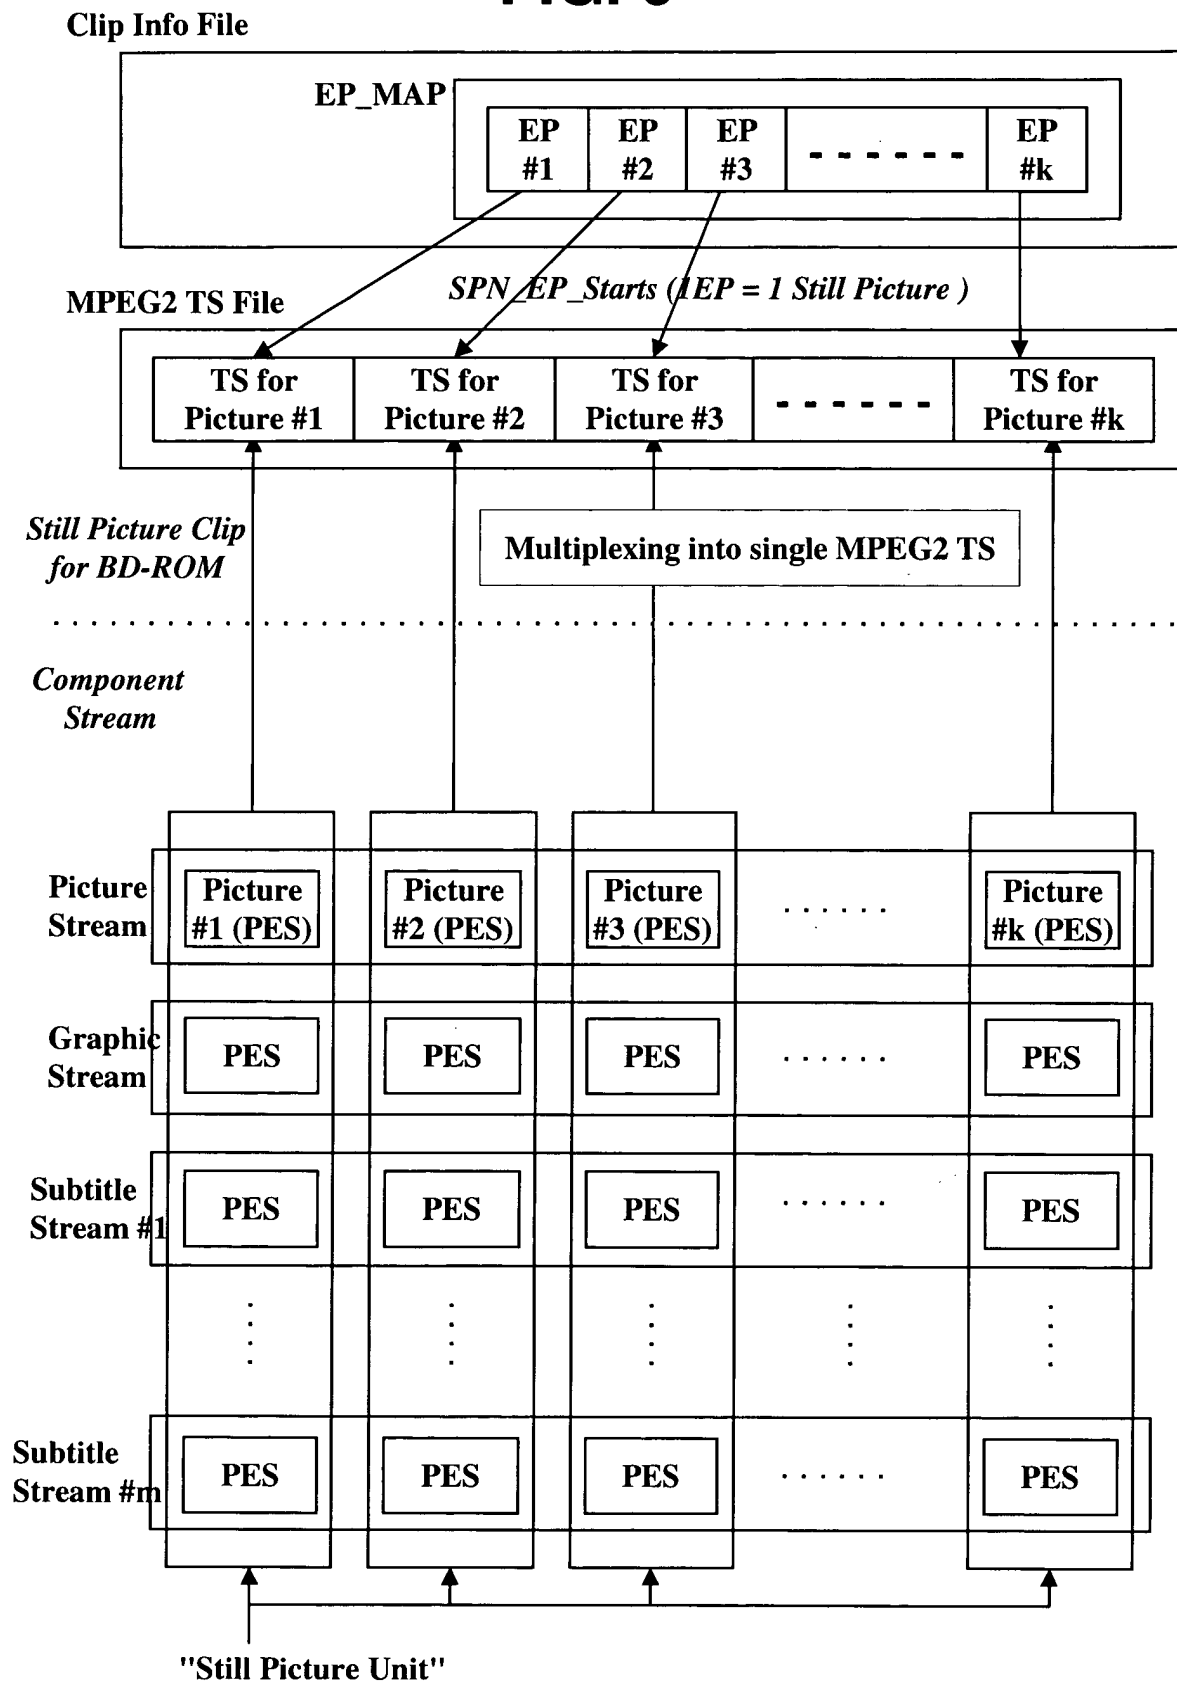 Clip Info File
EP_MAP
EP #1
EP #2
EP #3
EP #k
SPN_EP_Starts (1EP = 1 Still Picture )
MPEG2 TS File
TS for Picture #1
TS for Picture #2
TS for Picture #3
TS for Picture #k
Still Picture Clip
for BD-ROM
Multiplexing into single MPEG2 TS
Component
Stream
Picture
Stream
Picture #1 (PES)
Picture #2 (PES)
Picture #3 (PES)
Picture #k (PES)
Graphic
Stream
PES
PES
PES
PES
Subtitle
Stream #1
PES
PES
PES
PES
Subtitle
Stream #m
PES
PES
PES
PES
"Still Picture Unit"